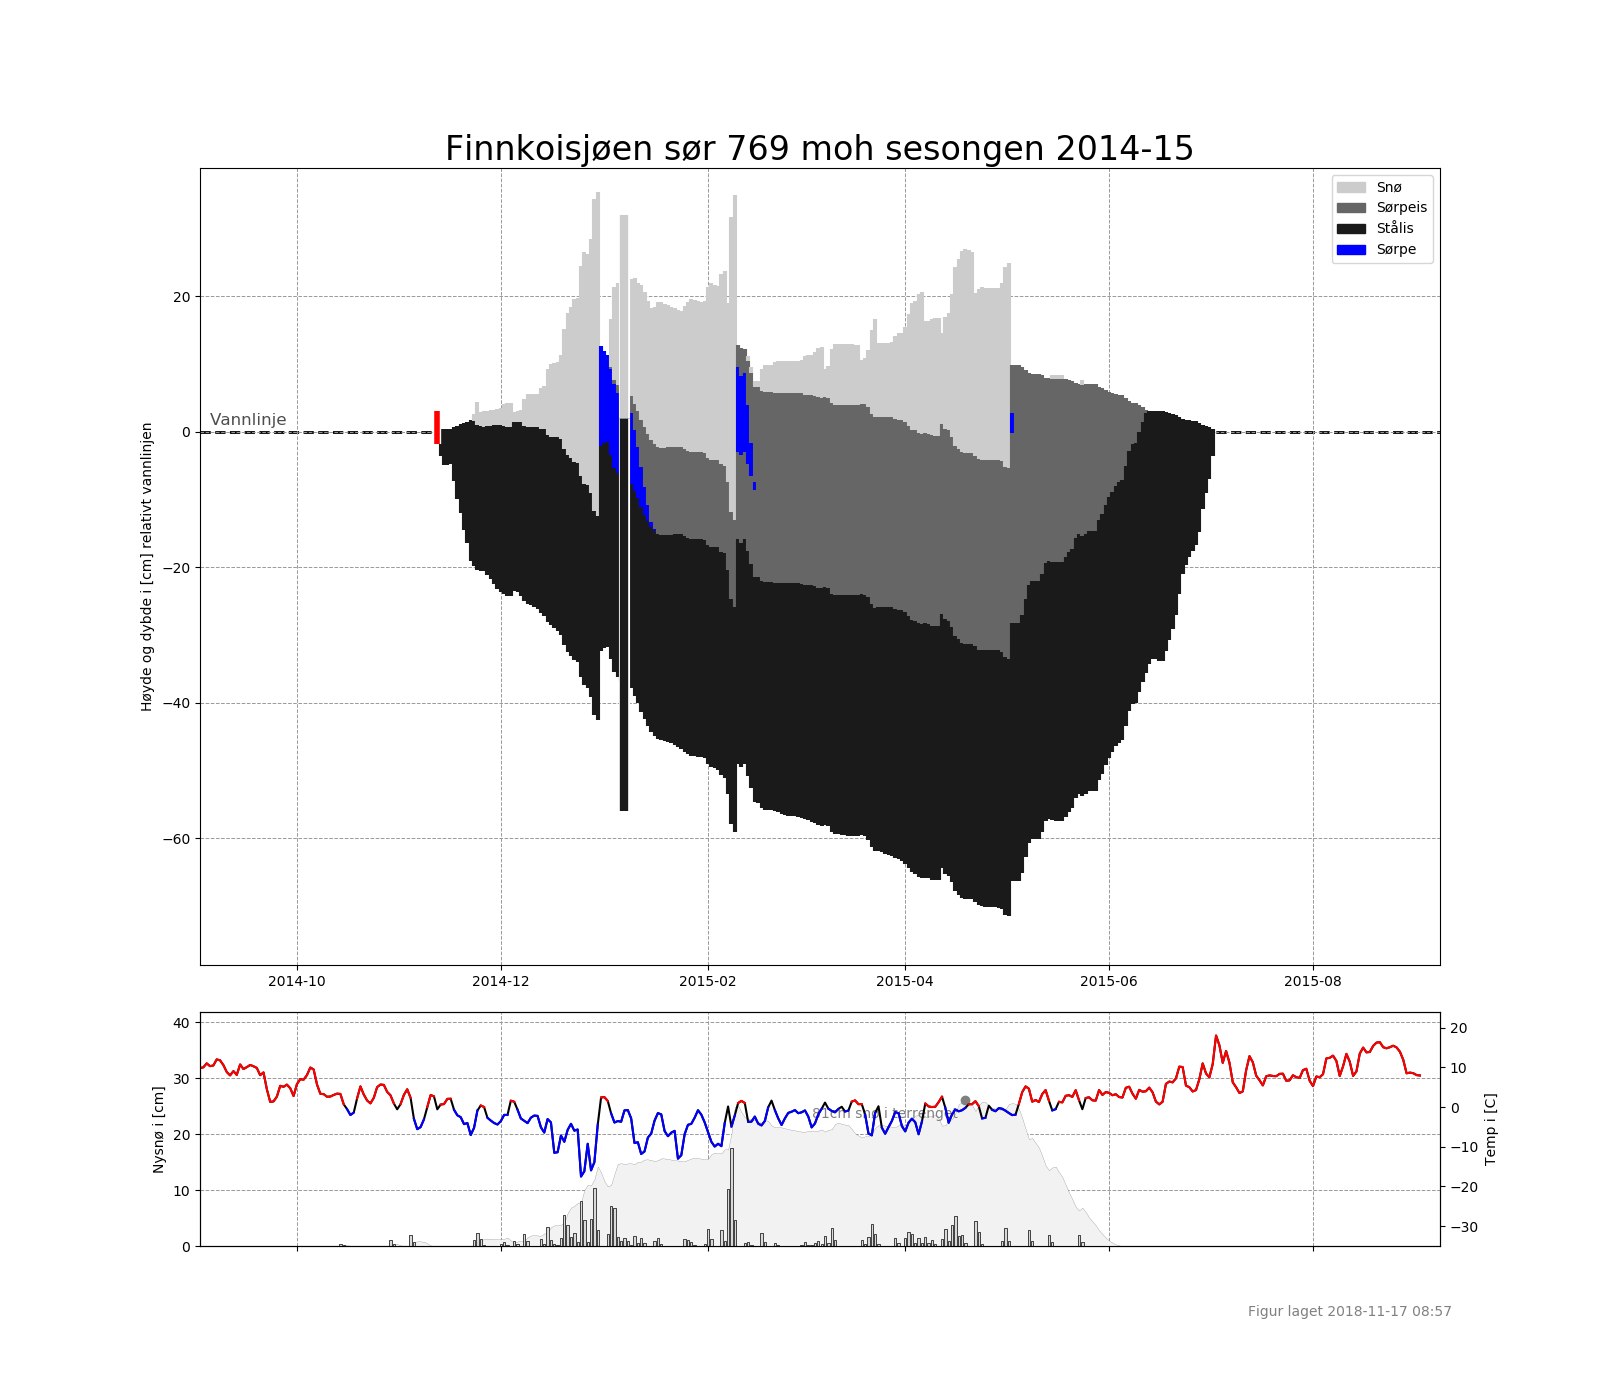 Finnkoisjøen sør 769 moh sesongen 2014-15
Snø
Sørpeis
Stålis
Sørpe
Vannlinje
Høyde og dybde i [cm] relativt vannlinjen
20
0
−20
−40
−60
2014-10
2014-12
2015-02
2015-04
2015-06
2015-08
Nysnø i [cm]
40
30
20
10
0
81cm snø i terrenget
20
10
0
−10
−20
−30
Temp i [C]
Figur laget 2018-11-17 08:57